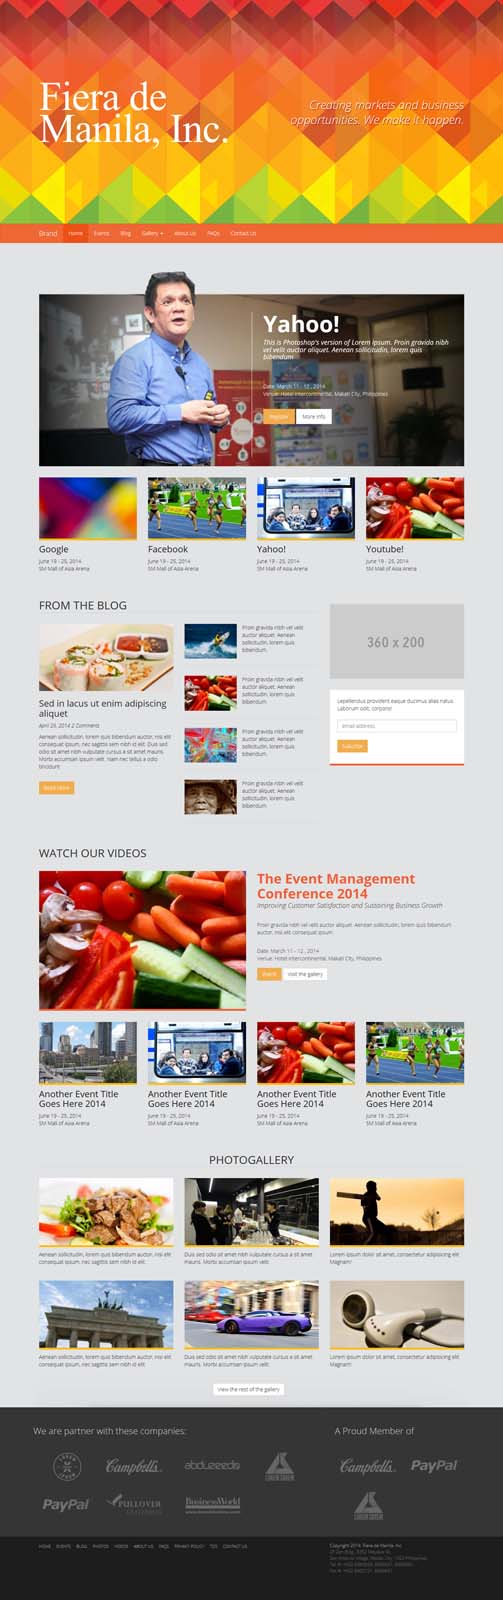 Fiera de
Manila, Inc.
Creating markets and business
opportunities. We make it happen.
Brand Home Events Blog Gallery About Us FAQs Contact Us
Yahoo!
This is Photoshop's version of Lorem Ipsum. Proin gravida nibh
vel velit auctor aliquet. Aenean sollicitudin, lorem quis
bibendum
Date: March 11 - 12, 2014
Venue: Hotel Intercontinental, Makati City, Philippines
Register More Info
Google
June 19 - 25, 2014
SM Mall of Asia Arena
Facebook
June 19 - 25, 2014
SM Mall of Asia Arena
Yahoo!
June 19 - 25, 2014
SM Mall of Asia Arena
Youtube!
June 19 - 25, 2014
SM Mall of Asia Arena
FROM THE BLOG
Sed in lacus ut enim adipiscing
aliquet
April 29, 2014 2 Comments
Aenean sollicitudin, lorem quis bibendum auctor, nisi elit
consequat ipsum, nec sagittis sem nibh id elit. Duis sed
odio sit amet nibh vulputate cursus a sit amet mauris.
Morbi accumsan ipsum velit. Nam nec tellus a odio
tincidunt
Read More
Proin gravida nibh vel velit
auctor aliquet. Aenean
sollicitudin, lorem quis
bibendum.
Proin gravida nibh vel velit
auctor aliquet. Aenean
sollicitudin, lorem quis
bibendum.
Proin gravida nibh vel velit
auctor aliquet. Aenean
sollicitudin, lorem quis
bibendum.
Proin gravida nibh vel velit
auctor aliquet. Aenean
sollicitudin, lorem quis
bibendum.
360 x 200
Lepellendus provident eaque ducimus alias natus
Laborum odit, corporis!
email address
WATCH OUR VIDEOS
The Event Management
Conference 2014
Improving Customer Satisfaction and Sustaining Business Growth
Proin gravida nibh vel velit auctor aliquet. Aenean sollicitudin, lorem quis bibendum
auctor, nisi elit consequat ipsum.
Date: March 11 - 12, 2014
Venue: Hotel Intercontinental, Makati City, Philippines
Visit the gallery
Another Event Title
Goes Here 2014
June 19 - 25, 2014
SM Mall of Asia Arena
Another Event Title
Goes Here 2014
June 19 - 25, 2014
SM Mall of Asia Arena
Another Event Title
Goes Here 2014
June 19 - 25, 2014
SM Mall of Asia Arena
Another Event Title
Goes Here 2014
June 19 - 25, 2014
SM Mall of Asia Arena
PHOTOGALLERY
Aenean sollicitudin, lorem quis bibendum auctor, nisi elit
consequat ipsum, nec sagittis sem nibh id elit
Duis sed odio sit amet nibh vulputate cursus a sit amet
mauris. Morbi accumsan ipsum velit.
Lorem ipsum dolor sit amet, consectetur adipisicing elit.
Magnam!
Aenean sollicitudin, lorem quis bibendum auctor, nisi elit
consequat ipsum, nec sagittis sem nibh id elit
Duis sed odio sit amet nibh vulputate cursus a sit amet
mauris. Morbi accumsan ipsum velit.
Lorem ipsum dolor sit amet, consectetur adipisicing elit.
Magnam!
View the rest of the gallery
We are partner with these companies:
Campbell's abduzeedo LOREM IPSUM
PayPal PULLOVER BusinessWorld
A Proud Member of
Campbell's PayPal
LOREM IPSUM
HOME EVENTS BLOG PHOTOS VIDEOS ABOUT US FAQS PRIVACY POLICY TOS CONTACT US
Copyright 2014. Fiera de Manila, Inc.